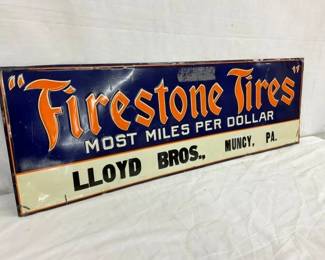 "Firestone Tires"
MOST MILES PER DOLLAR
LLOYD BROS., MUNCY, PA.